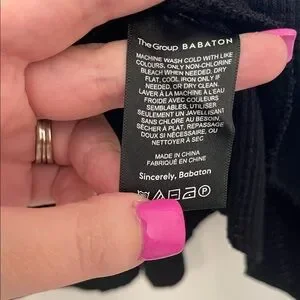 The Group BABATON
MACHINE WASH COLD WITH LIKE
COLOURS, ONLY NON-CHLORINE
BLEACH WHEN NEEDED, DRY
FLAT, COOL IRON ONLY IF
NEEDED, OR DRY CLEAN.
LAVER À LA MACHINE À L'EAU
FROIDE AVEC COULEURS
SEMBLABLES, UTILISER
SEULEMENT UN JAVELLISANT
SANS CHLORE AU BESOIN,
SÉCHER À PLAT, REPASSAGE
DOUX SI NÉCESSAIRE, OU
NETTOYER À SEC
MADE IN CHINA
FABRIQUÉ EN CHINE
Sincerely, Babaton
P